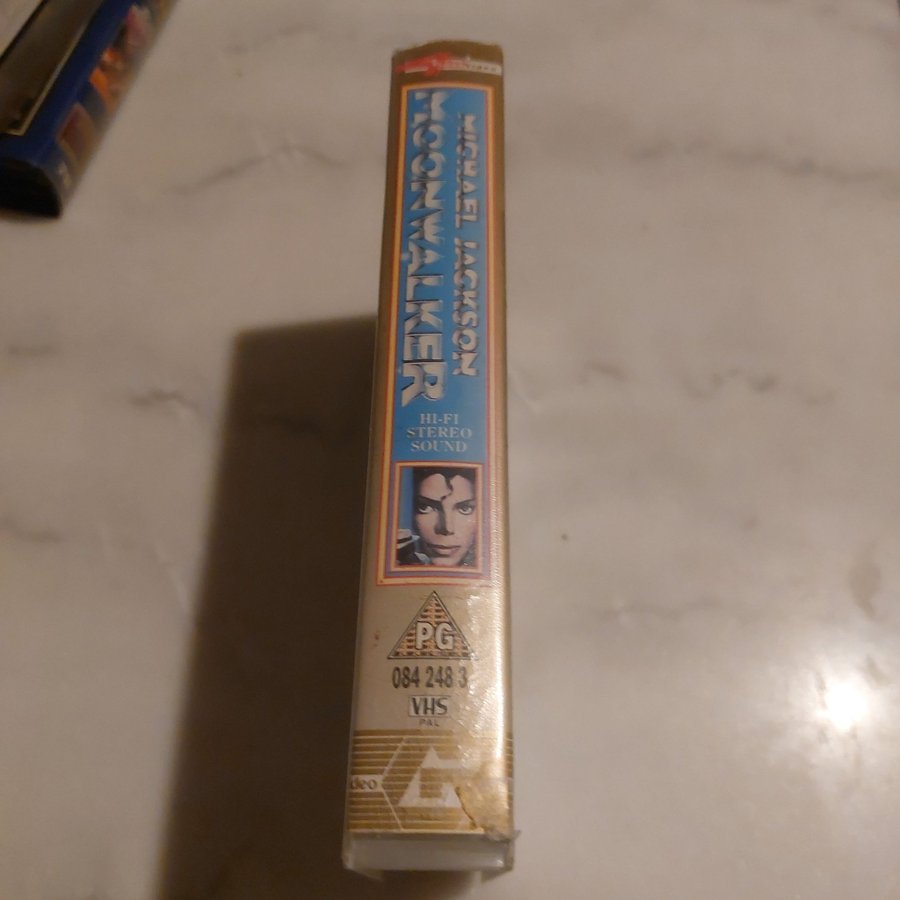 MICHAEL JACKSON
MOONWALKER
HI-FI
STEREO
SOUND
PG
084 248 3
VHS
PAL